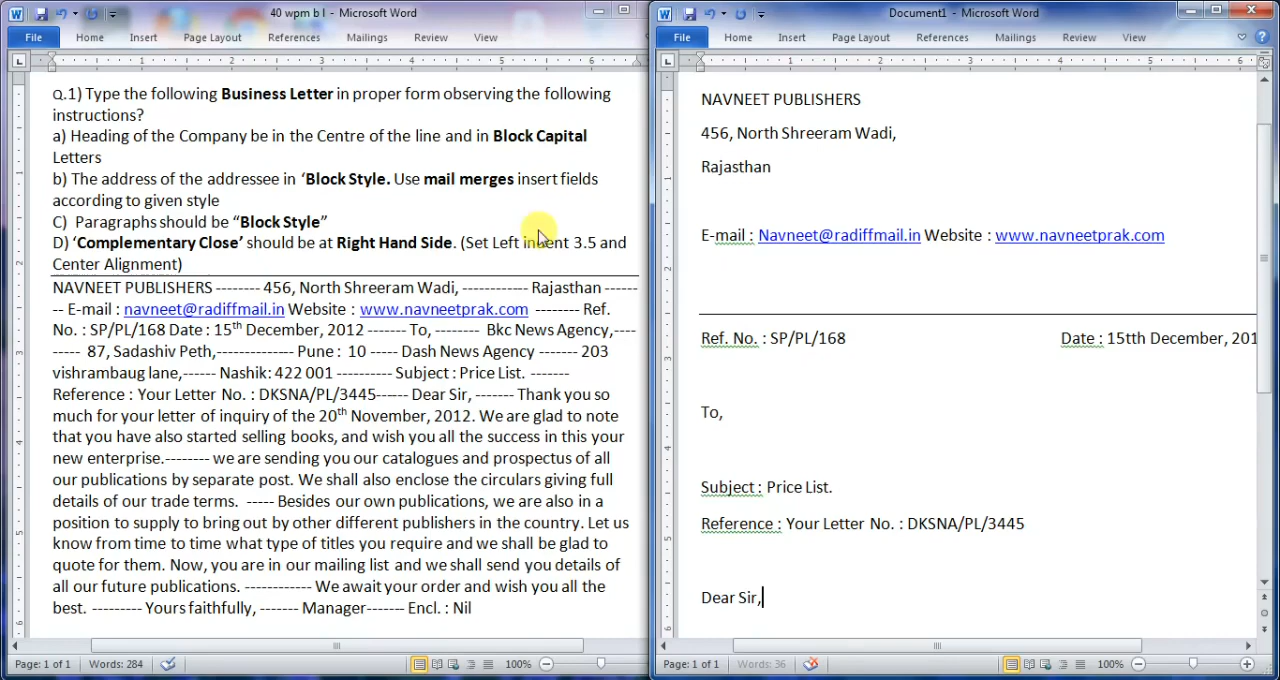 40 wpm b l - Microsoft Word
File Home Insert Page Layout References Mailings Review View
1 2 3 4 5 6
Q.1) Type the following Business Letter in proper form observing the following
instructions?
a) Heading of the Company be in the Centre of the line and in Block Capital
Letters
b) The address of the addressee in ‘Block Style. Use mail merges insert fields
according to given style
C) Paragraphs should be “Block Style”
D) ‘Complementary Close’ should be at Right Hand Side. (Set Left indent 3.5 and
Center Alignment)
NAVNEET PUBLISHERS -------- 456, North Shreeram Wadi, ------------ Rajasthan ------
-- E-mail : navneet@radiffmail.in Website : www.navneetprak.com -------- Ref.
No. : SP/PL/168 Date : 15th December, 2012 ------- To, -------- Bkc News Agency,----
------ 87, Sadashiv Peth,-------------- Pune : 10 ----- Dash News Agency ------- 203
vishrambaug lane,------ Nashik: 422 001 ---------- Subject : Price List. -------
Reference : Your Letter No. : DKSNA/PL/3445------ Dear Sir, ------- Thank you so
much for your letter of inquiry of the 20th November, 2012. We are glad to note
that you have also started selling books, and wish you all the success in this your
new enterprise.-------- we are sending you our catalogues and prospectus of all
our publications by separate post. We shall also enclose the circulars giving full
details of our trade terms. ----- Besides our own publications, we are also in a
position to supply to bring out by other different publishers in the country. Let us
know from time to time what type of titles you require and we shall be glad to
quote for them. Now, you are in our mailing list and we shall send you details of
all our future publications. ------------ We await your order and wish you all the
best. --------- Yours faithfully, ------- Manager------- Encl. : Nil
Page: 1 of 1 Words: 284 100%
Document1 - Microsoft Word
File Home Insert Page Layout References Mailings Review View
1 2 3 4 5 6
NAVNEET PUBLISHERS
456, North Shreeram Wadi,
Rajasthan
E-mail : Navneet@radiffmail.in Website : www.navneetprak.com
Ref. No. : SP/PL/168 Date : 15tth December, 201
To,
Subject : Price List.
Reference : Your Letter No. : DKSNA/PL/3445
Dear Sir,
Page: 1 of 1 Words: 36 100%